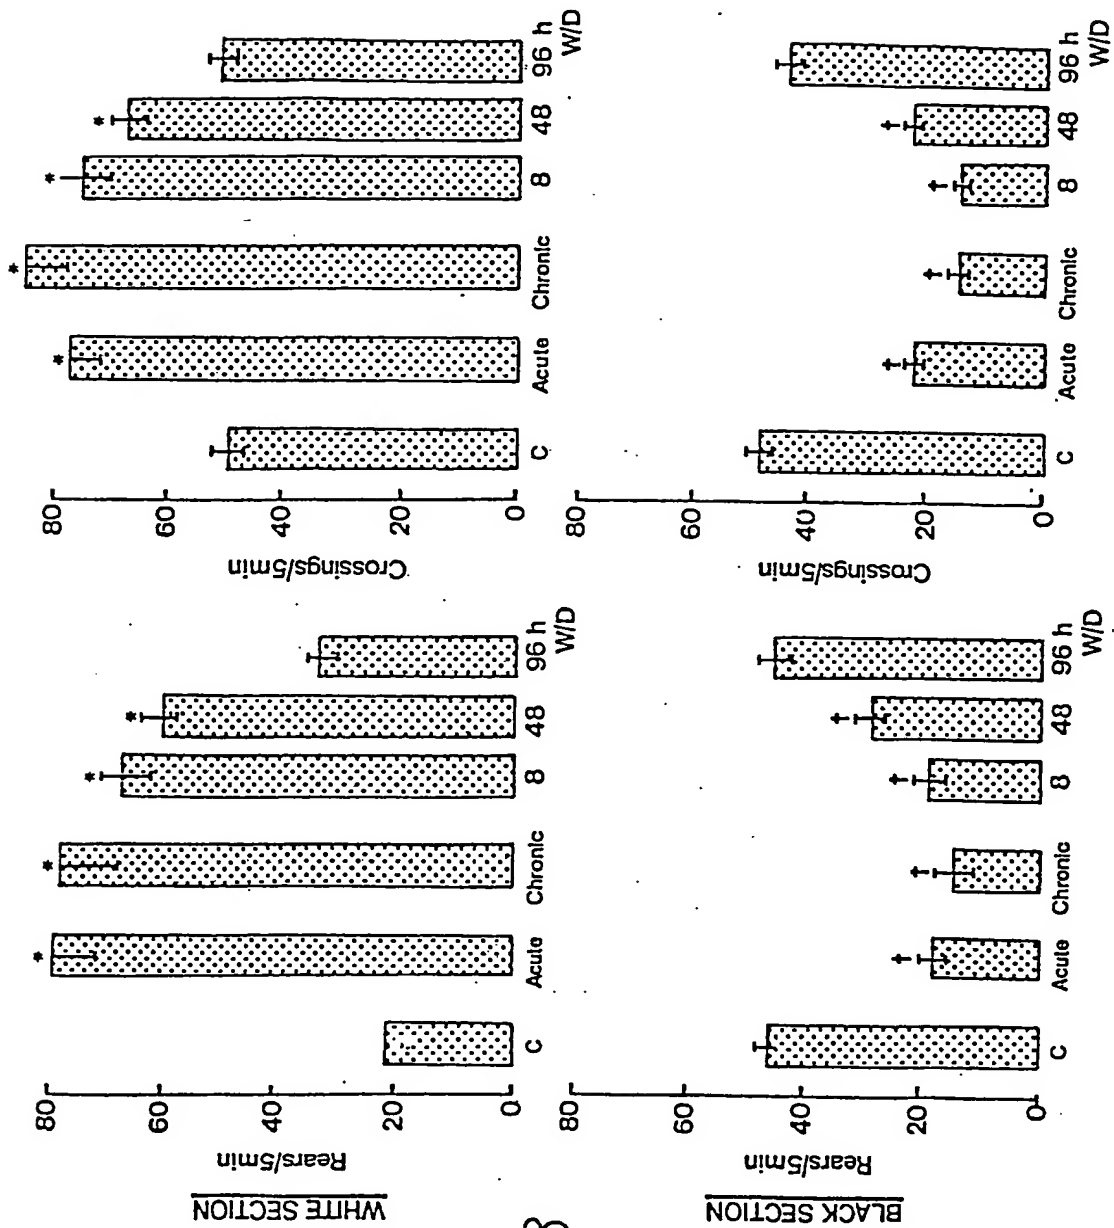 WHITE SECTION
Rears/5min
80
60
40
20
0
*
*
*
*
C
Acute
Chronic
8
48
96 h
W/D
Crossings/5min
80
60
40
20
0
*
*
*
*
C
Acute
Chronic
8
48
96 h
W/D
BLACK SECTION
Rears/5min
80
60
40
20
0
†
†
†
†
C
Acute
Chronic
8
48
96 h
W/D
Crossings/5min
80
60
40
20
0
†
†
†
†
C
Acute
Chronic
8
48
96 h
W/D